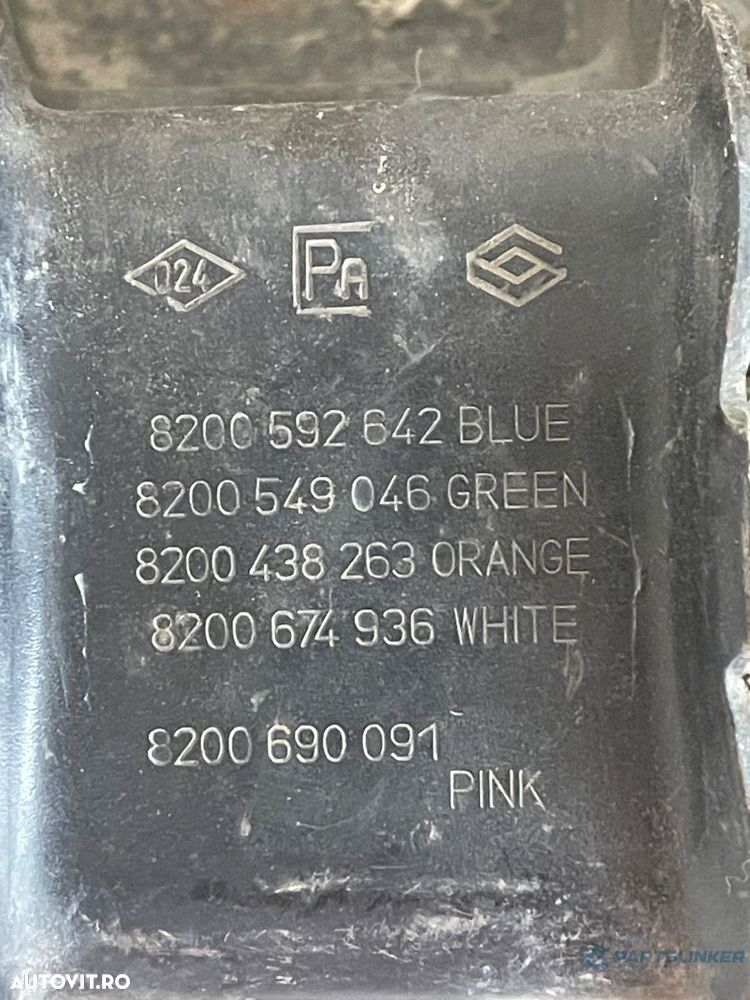 024 PA
8200 592 642 BLUE
8200 549 046 GREEN
8200 438 263 ORANGE
8200 674 936 WHITE
8200 690 091
PINK
AUTOVIT.RO
PARTSLINKER